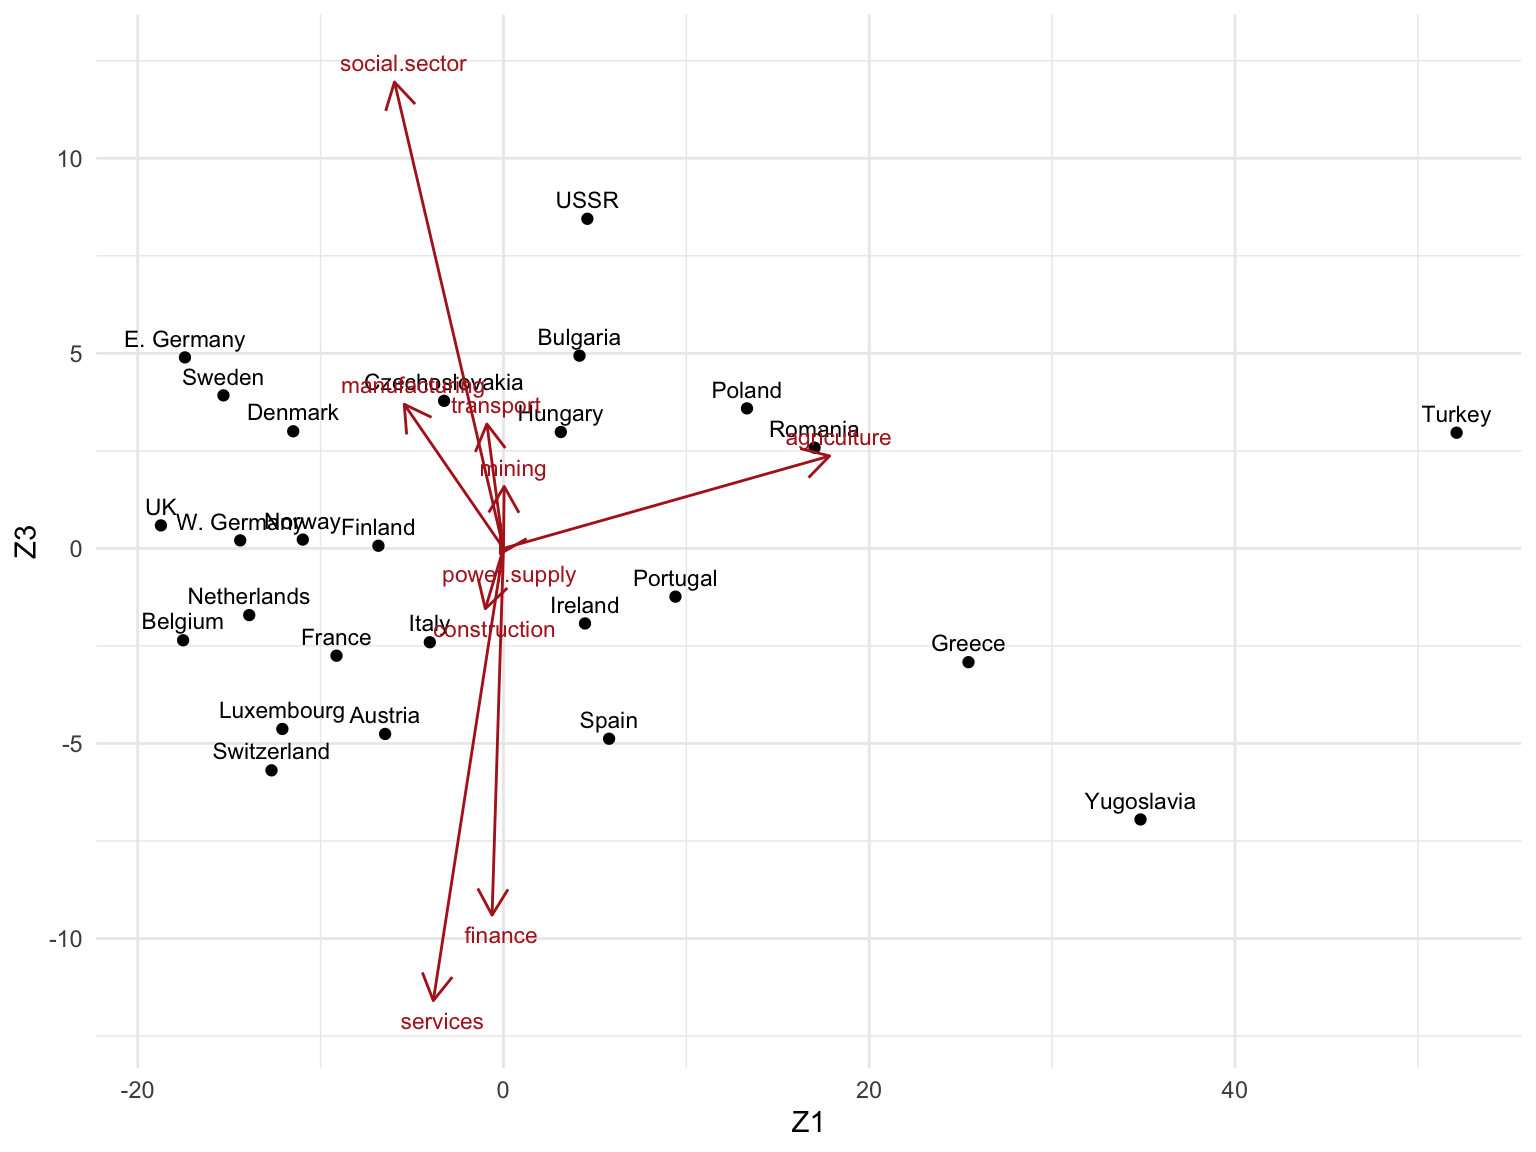 social.sector
10
USSR
Bulgaria
E. Germany
5
Sweden
Czechoslovakia
manufacturing
Poland
transport
Denmark
Hungary
Turkey
Romania
agriculture
mining
UK
W. Germany
Norway
Finland
Z3
0
power.supply
Portugal
Netherlands
Ireland
Belgium
Italy
construction
France
Greece
Luxembourg
Austria
Spain
-5
Switzerland
Yugoslavia
finance
-10
services
-20
0
20
40
Z1